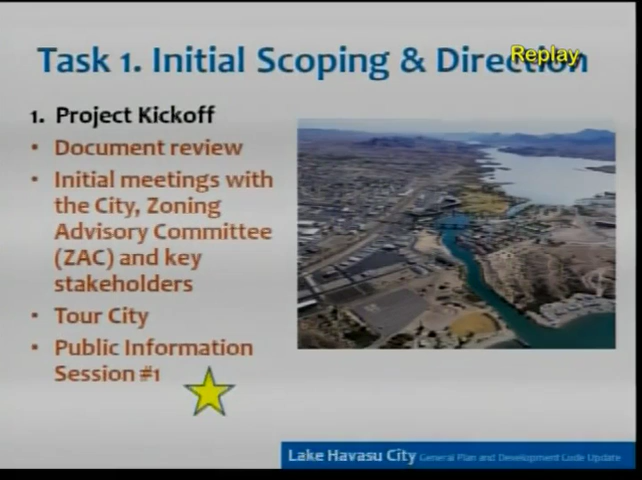 Task 1. Initial Scoping & Direction
Replay
1. Project Kickoff
• Document review
• Initial meetings with
the City, Zoning
Advisory Committee
(ZAC) and key
stakeholders
• Tour City
• Public Information
Session #1
Lake Havasu City General Plan and Development Code Update